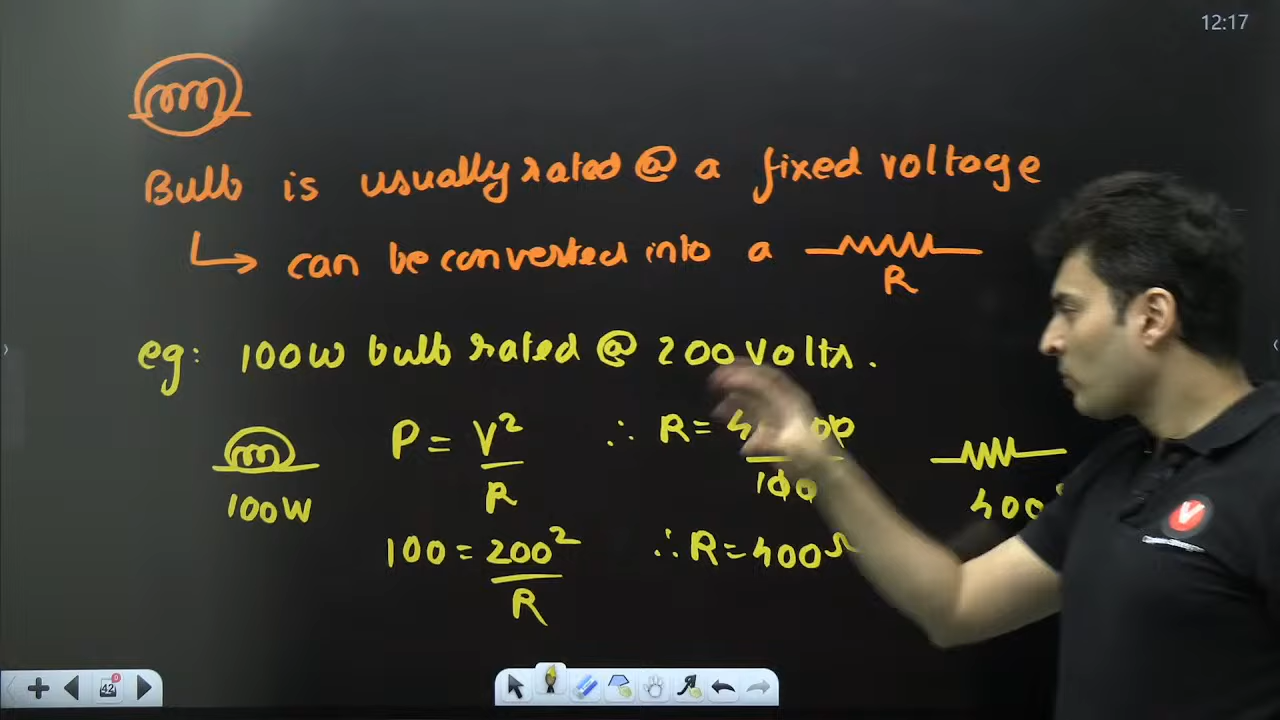 12:17
Bulb is usually rated @ a fixed voltage
↳ can be converted into a
R
eg: 100W bulb rated @ 200 Volts.
100W
P = V²/R
∴ R =
100
400
100 = 200²/R
∴ R = 400Ω
V
42